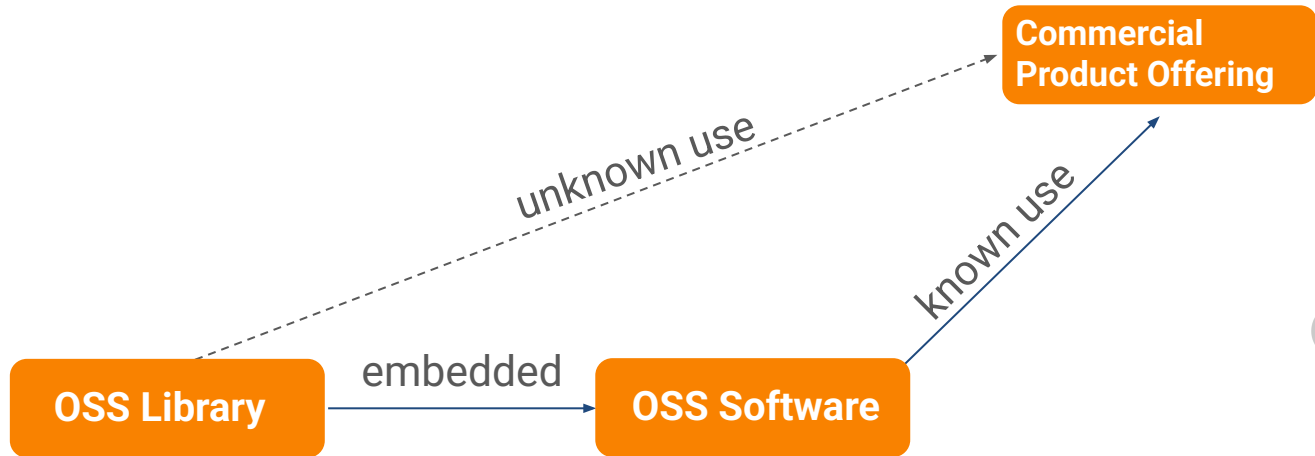 Commercial
Product Offering
unknown use
known use
embedded
OSS Library
OSS Software